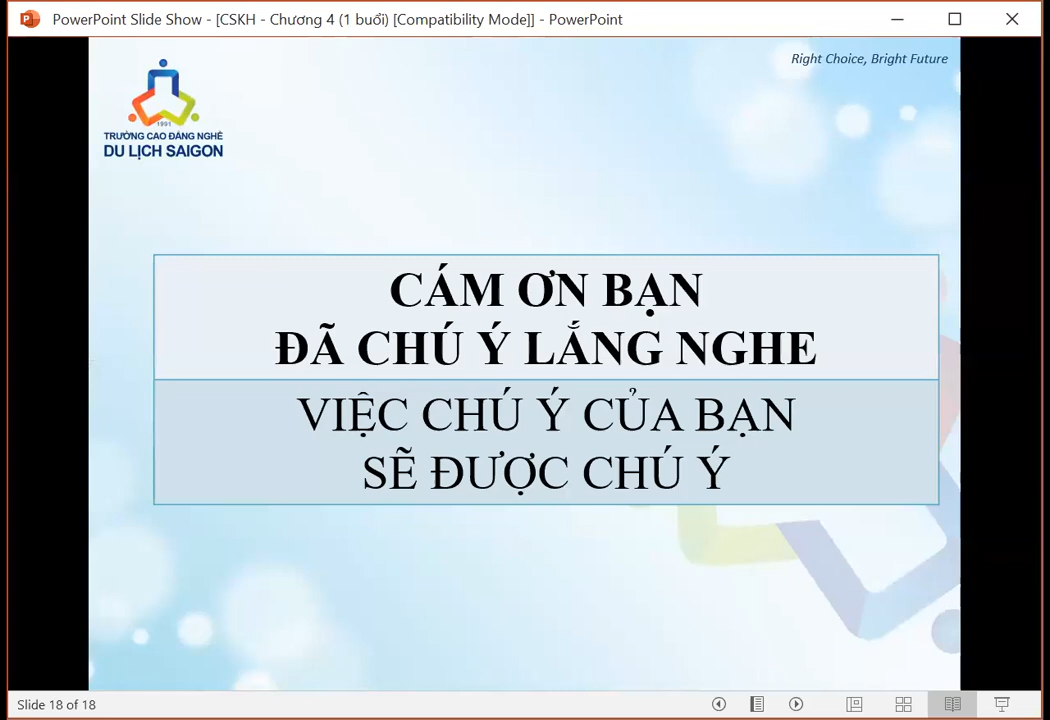 PowerPoint Slide Show - [CSKH - Chương 4 (1 buổi) [Compatibility Mode]] - PowerPoint
Right Choice, Bright Future
1991
TRƯỜNG CAO ĐẲNG NGHỀ
DU LỊCH SAIGON
CÁM ƠN BẠN
ĐÃ CHÚ Ý LẮNG NGHE
VIỆC CHÚ Ý CỦA BẠN
SẼ ĐƯỢC CHÚ Ý
Slide 18 of 18